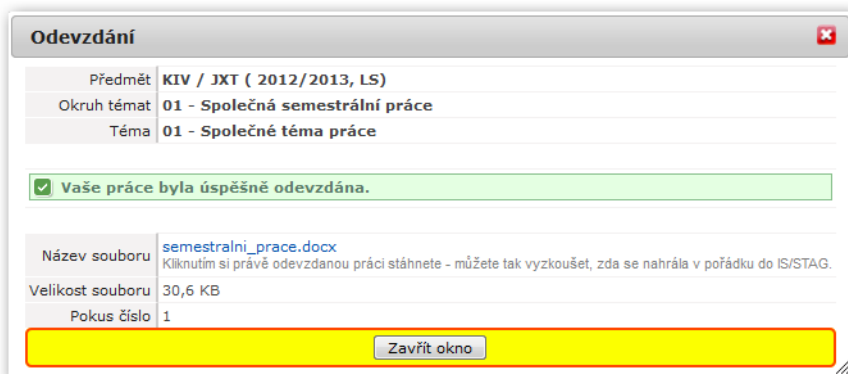 Odevzdání
Předmět KIV / JXT ( 2012/2013, LS)
Okruh témat 01 - Společná semestrální práce
Téma 01 - Společné téma práce
Vaše práce byla úspěšně odevzdána.
Název souboru semestralni_prace.docx
Kliknutím si právě odevzdanou práci stáhnete - můžete tak vyzkoušet, zda se nahrála v pořádku do IS/STAG.
Velikost souboru 30,6 KB
Pokus číslo 1
Zavřít okno